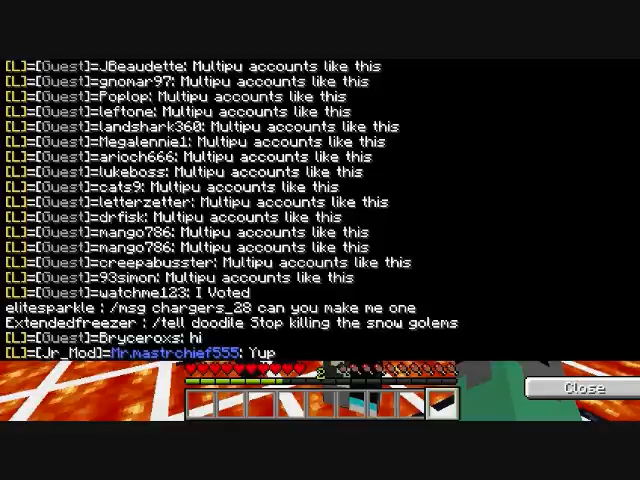 [L]=[Guest]=JBeaudette: Multipu accounts like this
[L]=[Guest]=gnomar97: Multipu accounts like this
[L]=[Guest]=Poplop: Multipu accounts like this
[L]=[Guest]=leftone: Multipu accounts like this
[L]=[Guest]=landshark360: Multipu accounts like this
[L]=[Guest]=Megalennie1: Multipu accounts like this
[L]=[Guest]=arioch666: Multipu accounts like this
[L]=[Guest]=lukeboss: Multipu accounts like this
[L]=[Guest]=cats9: Multipu accounts like this
[L]=[Guest]=letterzetter: Multipu accounts like this
[L]=[Guest]=drfisk: Multipu accounts like this
[L]=[Guest]=mango786: Multipu accounts like this
[L]=[Guest]=mango786: Multipu accounts like this
[L]=[Guest]=creepabusster: Multipu accounts like this
[L]=[Guest]=93simon: Multipu accounts like this
[L]=[Guest]=watchme123: I Voted
elitesparkle : /msg chargers_28 can you make me one
Extendedfreezer : /tell doodile Stop killing the snow golems
[L]=[Guest]=Bryceroxs: hi
[L]=[Jr_Mod]=Mr.mastrchief555: Yup
Close